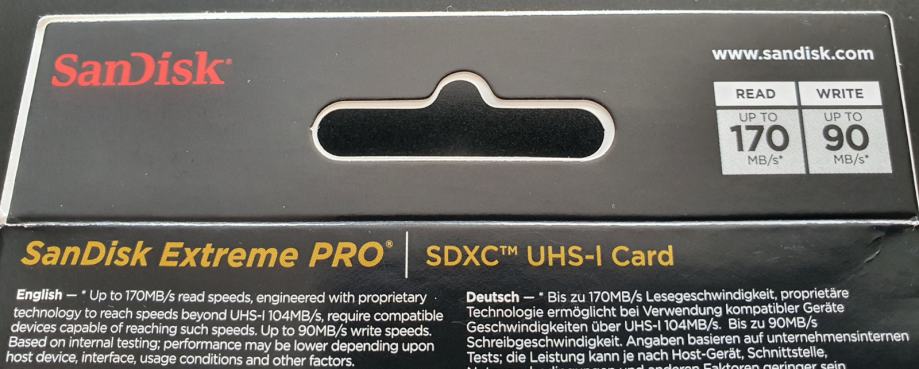 SanDisk®
www.sandisk.com
READ WRITE
UP TO UP TO
170 90
MB/s* MB/s*
SanDisk Extreme PRO® | SDXC™ UHS-I Card
English — * Up to 170MB/s read speeds, engineered with proprietary
technology to reach speeds beyond UHS-I 104MB/s, require compatible
devices capable of reaching such speeds. Up to 90MB/s write speeds.
Based on internal testing; performance may be lower depending upon
host device, interface, usage conditions and other factors.
Deutsch — * Bis zu 170MB/s Lesegeschwindigkeit, proprietäre
Technologie ermöglicht bei Verwendung kompatibler Geräte
Geschwindigkeiten über UHS-I 104MB/s. Bis zu 90MB/s
Schreibgeschwindigkeit. Angaben basieren auf unternehmensinternen
Tests; die Leistung kann je nach Host-Gerät, Schnittstelle,